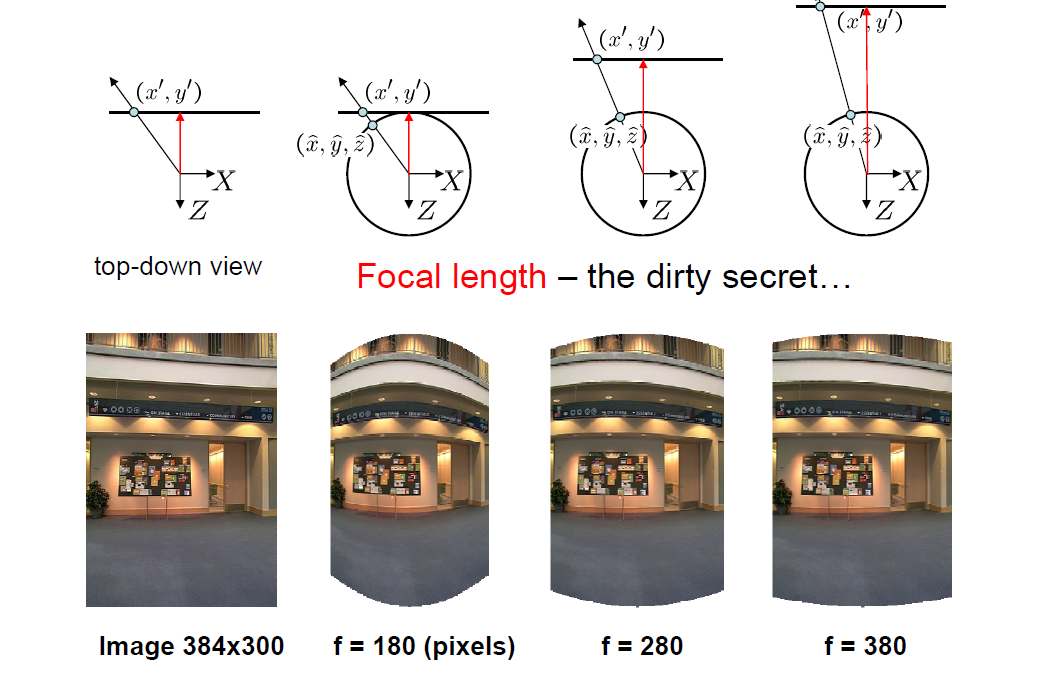 (x′, y′)
(x′, y′)
(x′, y′)
(x′, y′)
(x̂, ŷ, ẑ)
(x̂, ŷ, ẑ)
(x̂, ŷ, ẑ)
X
X
X
X
Z
Z
Z
Z
top-down view
Focal length – the dirty secret…
Image 384x300
f = 180 (pixels)
f = 280
f = 380